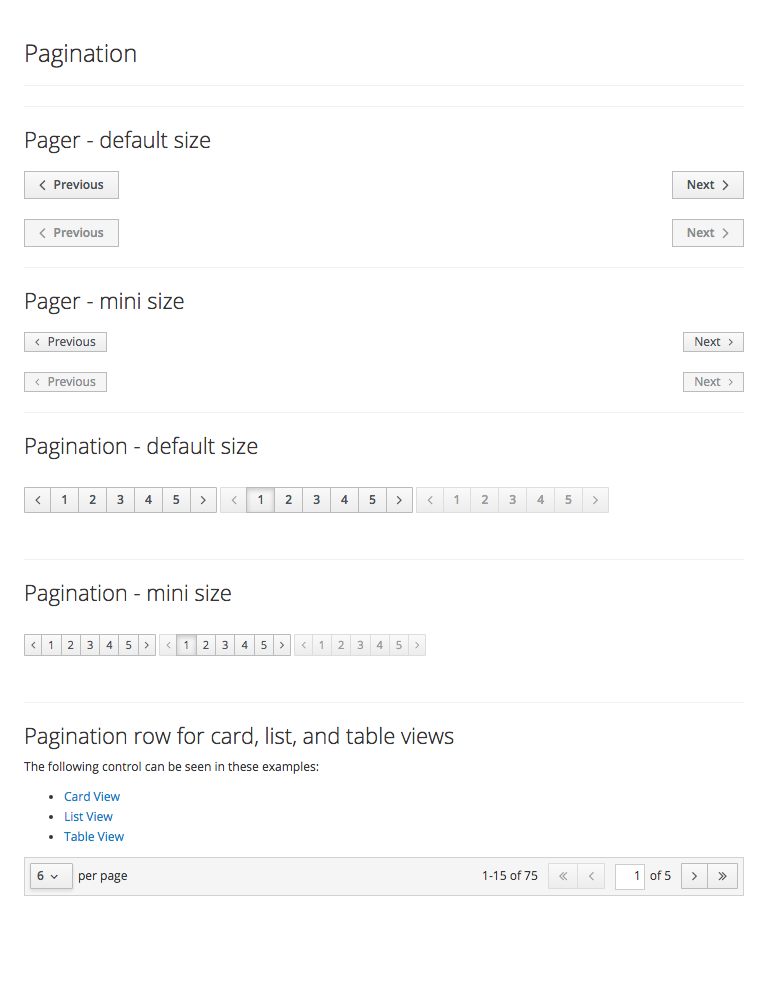 Pagination
Pager - default size
Previous Next
Previous Next
Pager - mini size
Previous Next
Previous Next
Pagination - default size
1 2 3 4 5 1 2 3 4 5 1 2 3 4 5
Pagination - mini size
1 2 3 4 5 1 2 3 4 5 1 2 3 4 5
Pagination row for card, list, and table views
The following control can be seen in these examples:
Card View
List View
Table View
6 per page 1-15 of 75 1 of 5